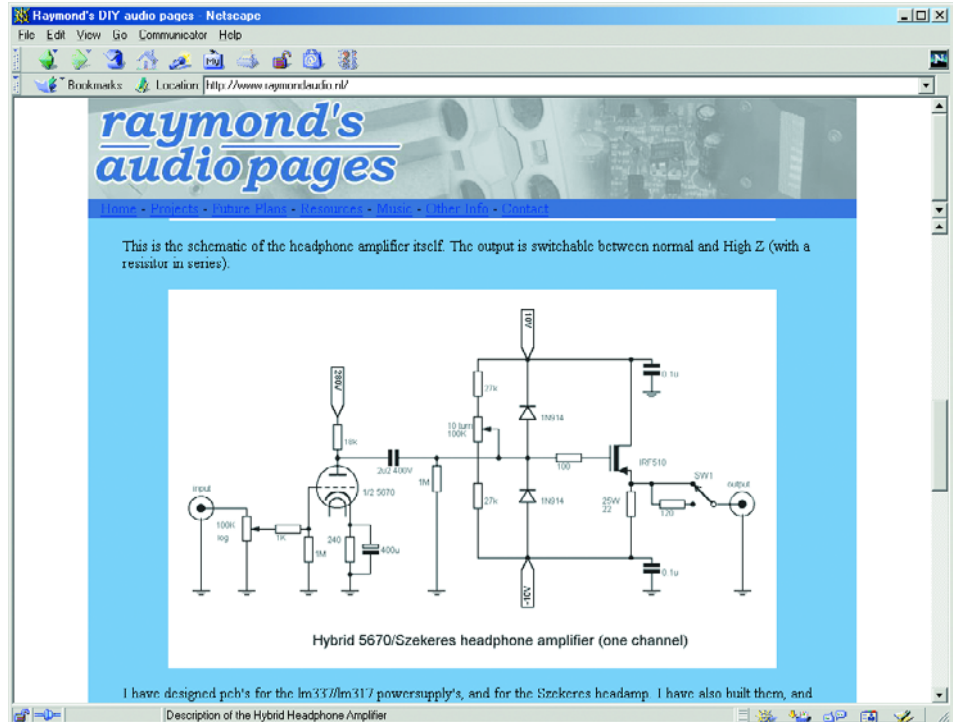 Raymond's DIY audio pages - Netscape
File Edit View Go Communicator Help
My
N
Bookmarks Location: http://www.raymondaudio.nl/
raymond's
audiopages
Home - Projects - Future Plans - Resources - Music - Other Info - Contact
This is the schematic of the headphone amplifier itself. The output is switchable between normal and High Z (with a
resisitor in series).
10V
0.1u
280V
27k
1N914
18k
10 turn
100K
2u2 400V
100
IRF510
SW1
1M
1/2 5670
input
output
27k
1N914
25W
22
120
100K
log
1K
1M
240
400u
0.1u
-10V
Hybrid 5670/Szekeres headphone amplifier (one channel)
I have designed pcb's for the lm337/lm317 powersupply's, and for the Szekeres headamp. I have also built them, and
Description of the Hybrid Headphone Amplifier